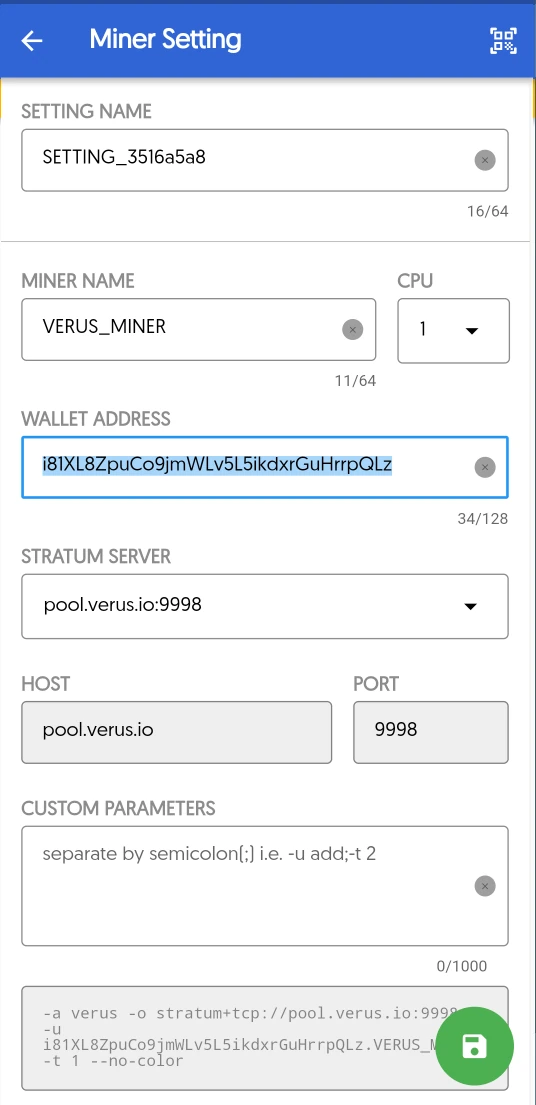 Miner Setting
SETTING NAME
SETTING_3516a5a8
16/64
MINER NAME
CPU
VERUS_MINER
1
11/64
WALLET ADDRESS
i81XL8ZpuCo9jmWLv5L5ikdxrGuHrrpQLz
34/128
STRATUM SERVER
pool.verus.io:9998
HOST
PORT
pool.verus.io
9998
CUSTOM PARAMETERS
separate by semicolon(;) i.e. -u add;-t 2
0/1000
-a verus -o stratum+tcp://pool.verus.io:9998
-u
i81XL8ZpuCo9jmWLv5L5ikdxrGuHrrpQLz.VERUS_M
-t 1 --no-color